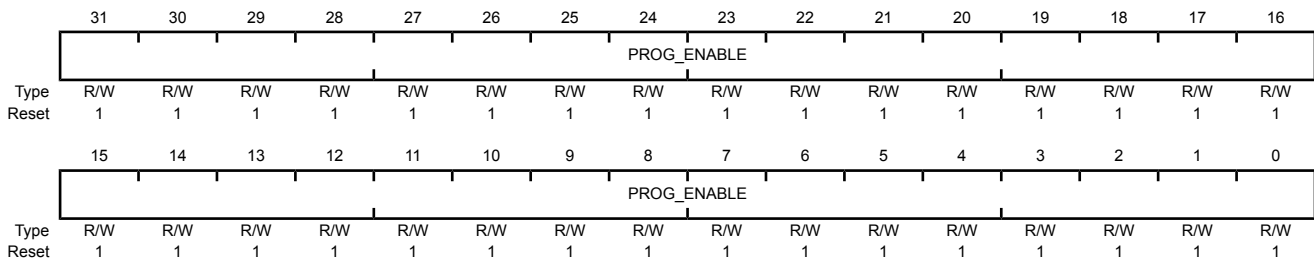 31 30 29 28 27 26 25 24 23 22 21 20 19 18 17 16
PROG_ENABLE
Type R/W R/W R/W R/W R/W R/W R/W R/W R/W R/W R/W R/W R/W R/W R/W R/W
Reset 1 1 1 1 1 1 1 1 1 1 1 1 1 1 1 1
15 14 13 12 11 10 9 8 7 6 5 4 3 2 1 0
PROG_ENABLE
Type R/W R/W R/W R/W R/W R/W R/W R/W R/W R/W R/W R/W R/W R/W R/W R/W
Reset 1 1 1 1 1 1 1 1 1 1 1 1 1 1 1 1